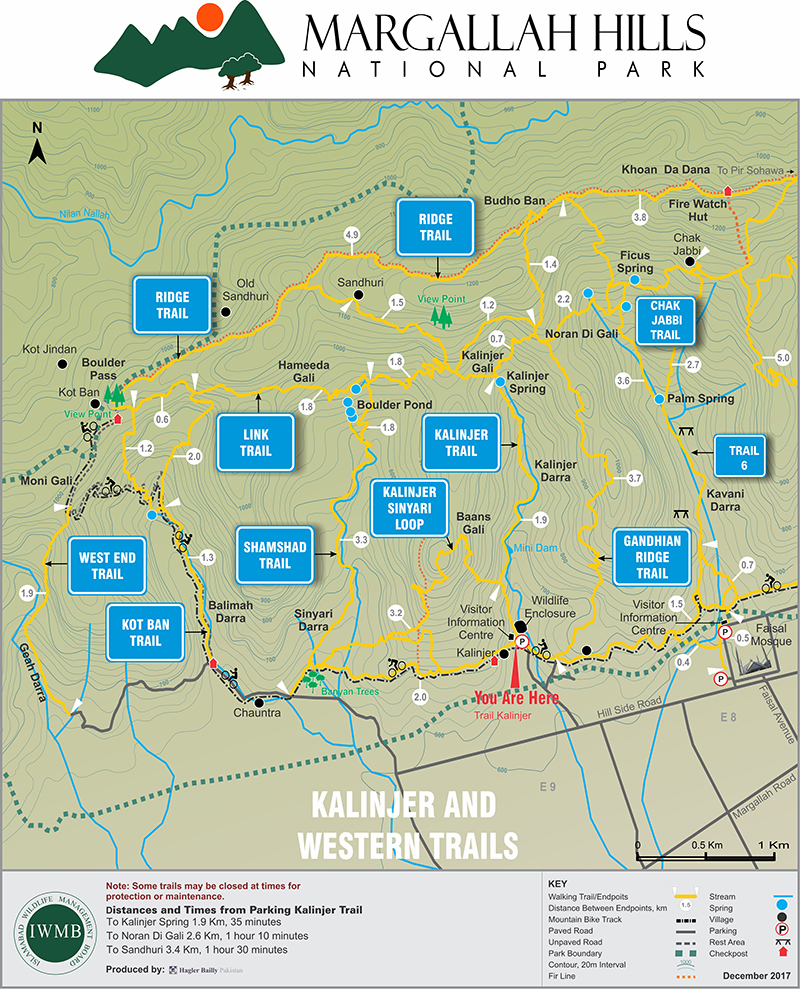 MARGALLAH HILLS
NATIONAL PARK
N
1100
Khoan Da Dana
To Pir Sohawa
Nilan Nallah
Budho Ban
RIDGE
TRAIL
3.8
Fire Watch
Hut
4.9
Chak
Jabbi
Ficus
Spring
1.4
Old
Sandhuri
Sandhuri
1200
RIDGE
TRAIL
View Point
1.5
1.2
2.2
CHAK
JABBI
TRAIL
Noran Di Gali
0.7
Kot Jindan
Boulder
Pass
Hameeda
Gali
1.8
Kalinjer
Gali
5.0
2.7
3.6
Kalinjer
Spring
Kot Ban
View Point
1.8
Boulder Pond
Palm Spring
0.6
1.8
LINK
TRAIL
KALINJER
TRAIL
1.2
2.0
TRAIL
6
Kalinjer
Darra
3.7
Moni Gali
KALINJER
SINYARI
LOOP
Kavani
Darra
Baans
Gali
1.9
WEST END
TRAIL
1.3
SHAMSHAD
TRAIL
3.3
Mini Dam
GANDHIAN
RIDGE
TRAIL
0.7
1.9
KOT BAN
TRAIL
Balimah
Darra
Sinyari
Darra
3.2
Visitor
Information
Centre
Wildlife
Enclosure
Visitor
Information
Centre
1.5
P
P
0.5
Faisal
Mosque
Geah Darra
Kalinjer
0.4
P
Banyan Trees
2.0
You Are Here
Trail Kalinjer
Chauntra
Hill Side Road
E 8
Faisal Avenue
Margallah Road
E 9
KALINJER AND
WESTERN TRAILS
0
0.5 Km
1 Km
Note: Some trails may be closed at times for
protection or maintenance.
Distances and Times from Parking Kalinjer Trail
To Kalinjer Spring 1.9 Km, 35 minutes
To Noran Di Gali 2.6 Km, 1 hour 10 minutes
To Sandhuri 3.4 Km, 1 hour 30 minutes
Produced by: Hagler Bailly Pakistan
ISLAMABAD WILDLIFE MANAGEMENT BOARD
IWMB
KEY
Walking Trail/Endpoits
Distance Between Endpoints, km 1.5
Mountain Bike Track
Paved Road
Unpaved Road
Park Boundary
Contour, 20m Interval 1000
Fir Line
Stream
Spring
Village
Parking P
Rest Area
Checkpost
December 2017